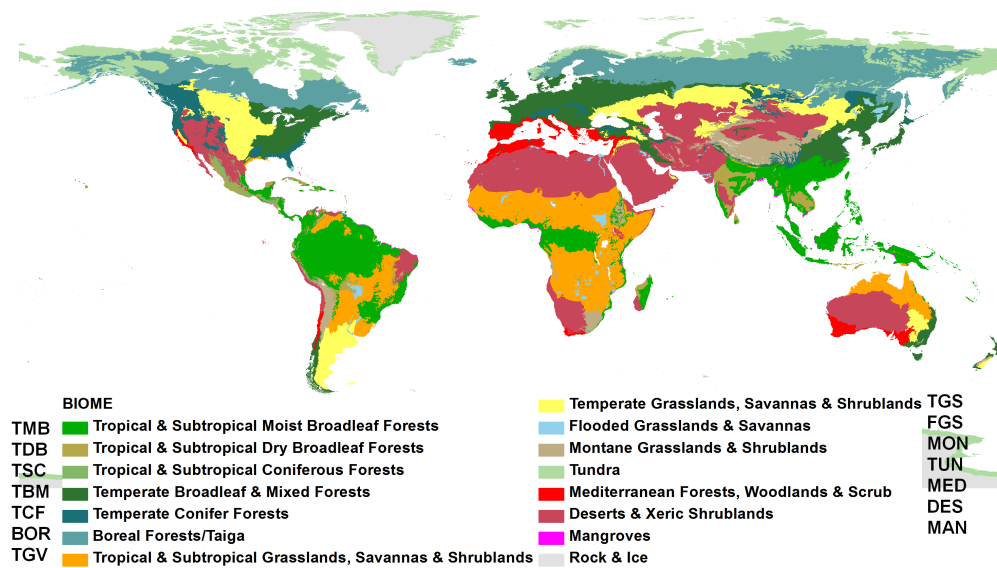 BIOME
TMB Tropical & Subtropical Moist Broadleaf Forests
TDB Tropical & Subtropical Dry Broadleaf Forests
TSC Tropical & Subtropical Coniferous Forests
TBM Temperate Broadleaf & Mixed Forests
TCF Temperate Conifer Forests
BOR Boreal Forests/Taiga
TGV Tropical & Subtropical Grasslands, Savannas & Shrublands
Temperate Grasslands, Savannas & Shrublands TGS
Flooded Grasslands & Savannas FGS
Montane Grasslands & Shrublands MON
Tundra TUN
Mediterranean Forests, Woodlands & Scrub MED
Deserts & Xeric Shrublands DES
Mangroves MAN
Rock & Ice